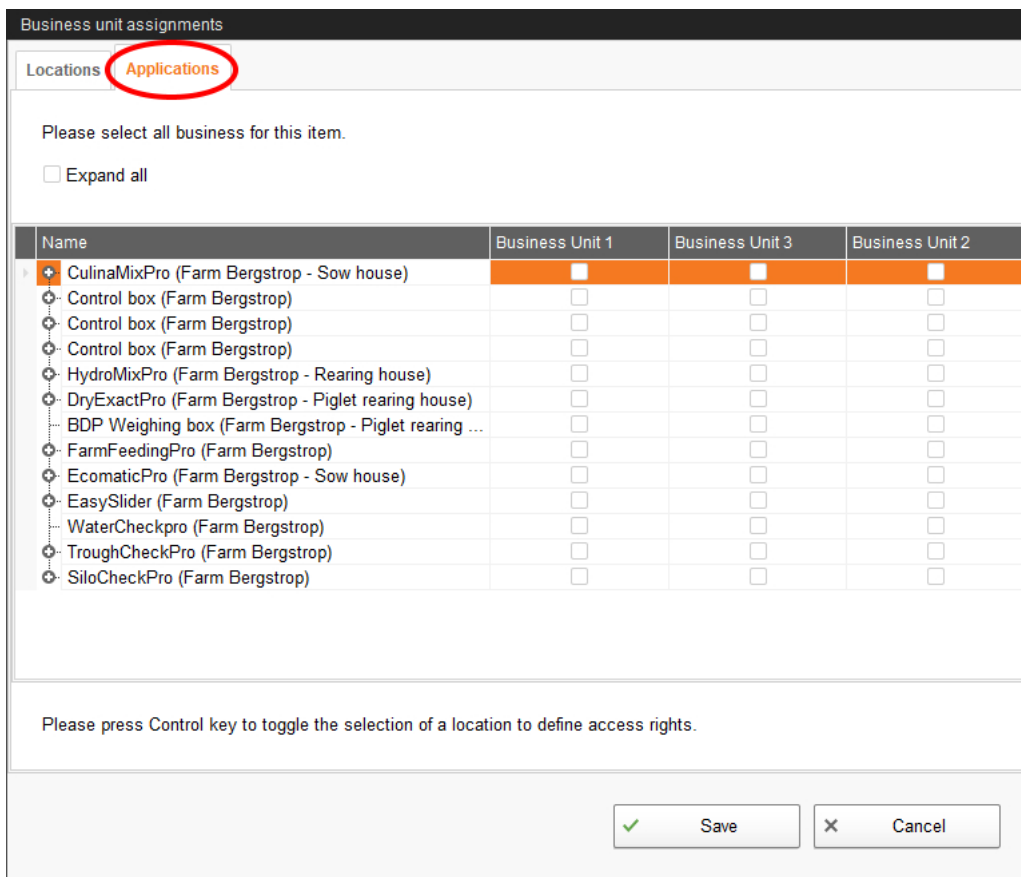 Business unit assignments
Locations Applications
Please select all business for this item.
Expand all
Name Business Unit 1 Business Unit 3 Business Unit 2
CulinaMixPro (Farm Bergstrop - Sow house)
Control box (Farm Bergstrop)
Control box (Farm Bergstrop)
Control box (Farm Bergstrop)
HydroMixPro (Farm Bergstrop - Rearing house)
DryExactPro (Farm Bergstrop - Piglet rearing house)
BDP Weighing box (Farm Bergstrop - Piglet rearing ...
FarmFeedingPro (Farm Bergstrop)
EcomaticPro (Farm Bergstrop - Sow house)
EasySlider (Farm Bergstrop)
WaterCheckpro (Farm Bergstrop)
TroughCheckPro (Farm Bergstrop)
SiloCheckPro (Farm Bergstrop)
Please press Control key to toggle the selection of a location to define access rights.
Save Cancel